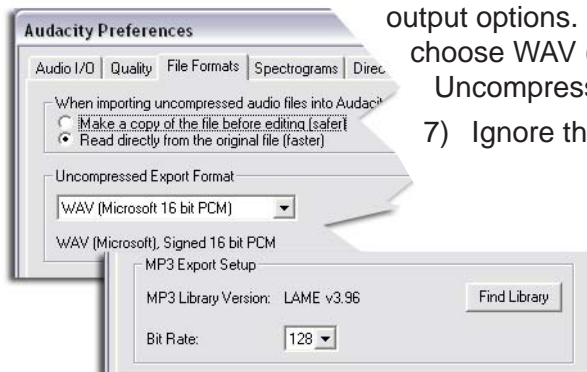 output options.
choose WAV (
Uncompress
7) Ignore th
Audacity Preferences
Audio I/O Quality File Formats Spectrograms Direc
When importing uncompressed audio files into Audacit
Make a copy of the file before editing (safer)
Read directly from the original file (faster)
Uncompressed Export Format
WAV (Microsoft 16 bit PCM)
WAV (Microsoft), Signed 16 bit PCM
MP3 Export Setup
MP3 Library Version: LAME v3.96 Find Library
Bit Rate: 128